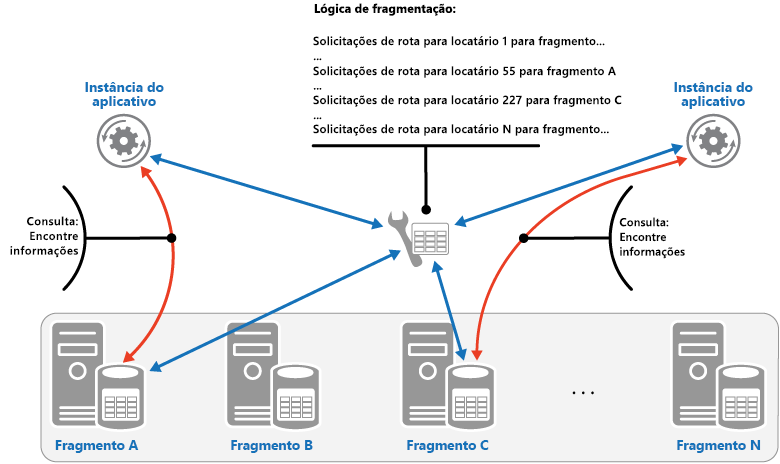 Lógica de fragmentação:
Solicitações de rota para locatário 1 para fragmento...
...
Solicitações de rota para locatário 55 para fragmento A
...
Solicitações de rota para locatário 227 para fragmento C
...
Solicitações de rota para locatário N para fragmento...
Instância do
aplicativo
Instância do
aplicativo
Consulta:
Encontre
informações
Consulta:
Encontre
informações
...
Fragmento A
Fragmento B
Fragmento C
Fragmento N